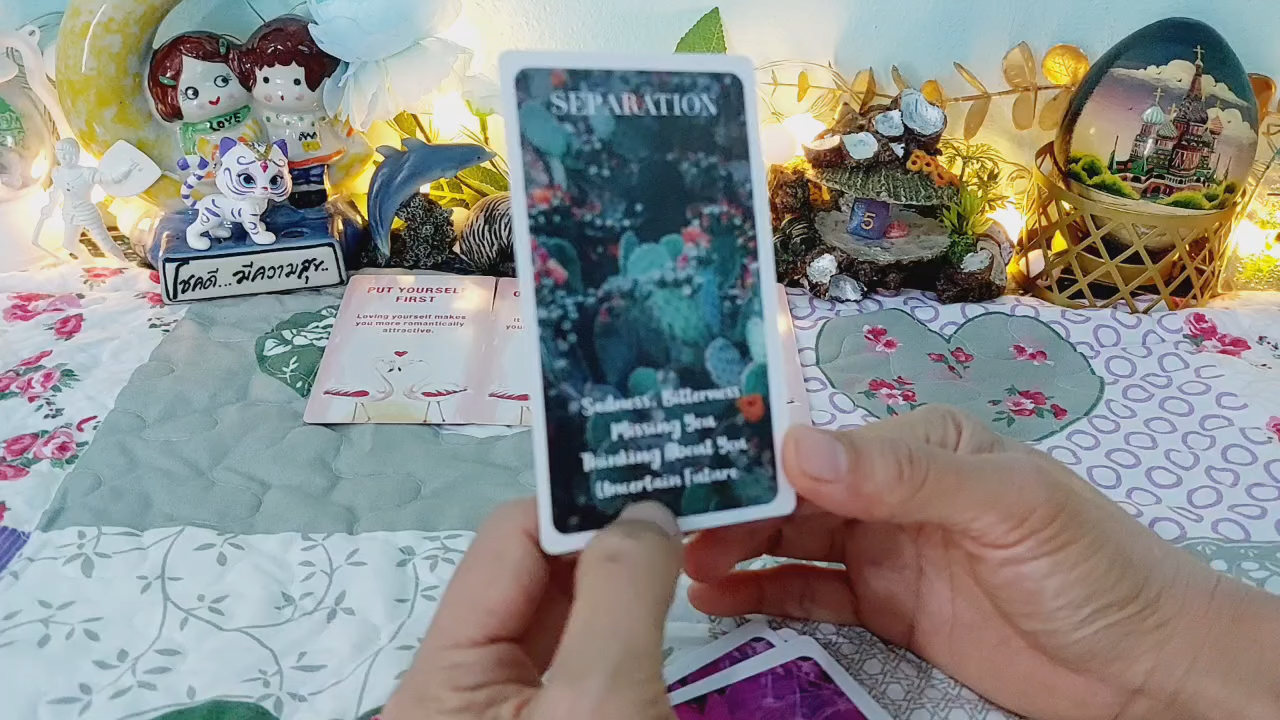 SEPARATION
Sadness, Bitterness
Missing You
Thinking About You
Uncertain Future
PUT YOURSELF
FIRST
Loving yourself makes
you more romantically
attractive.
LOVE
โชคดี...มีความสุข..
5